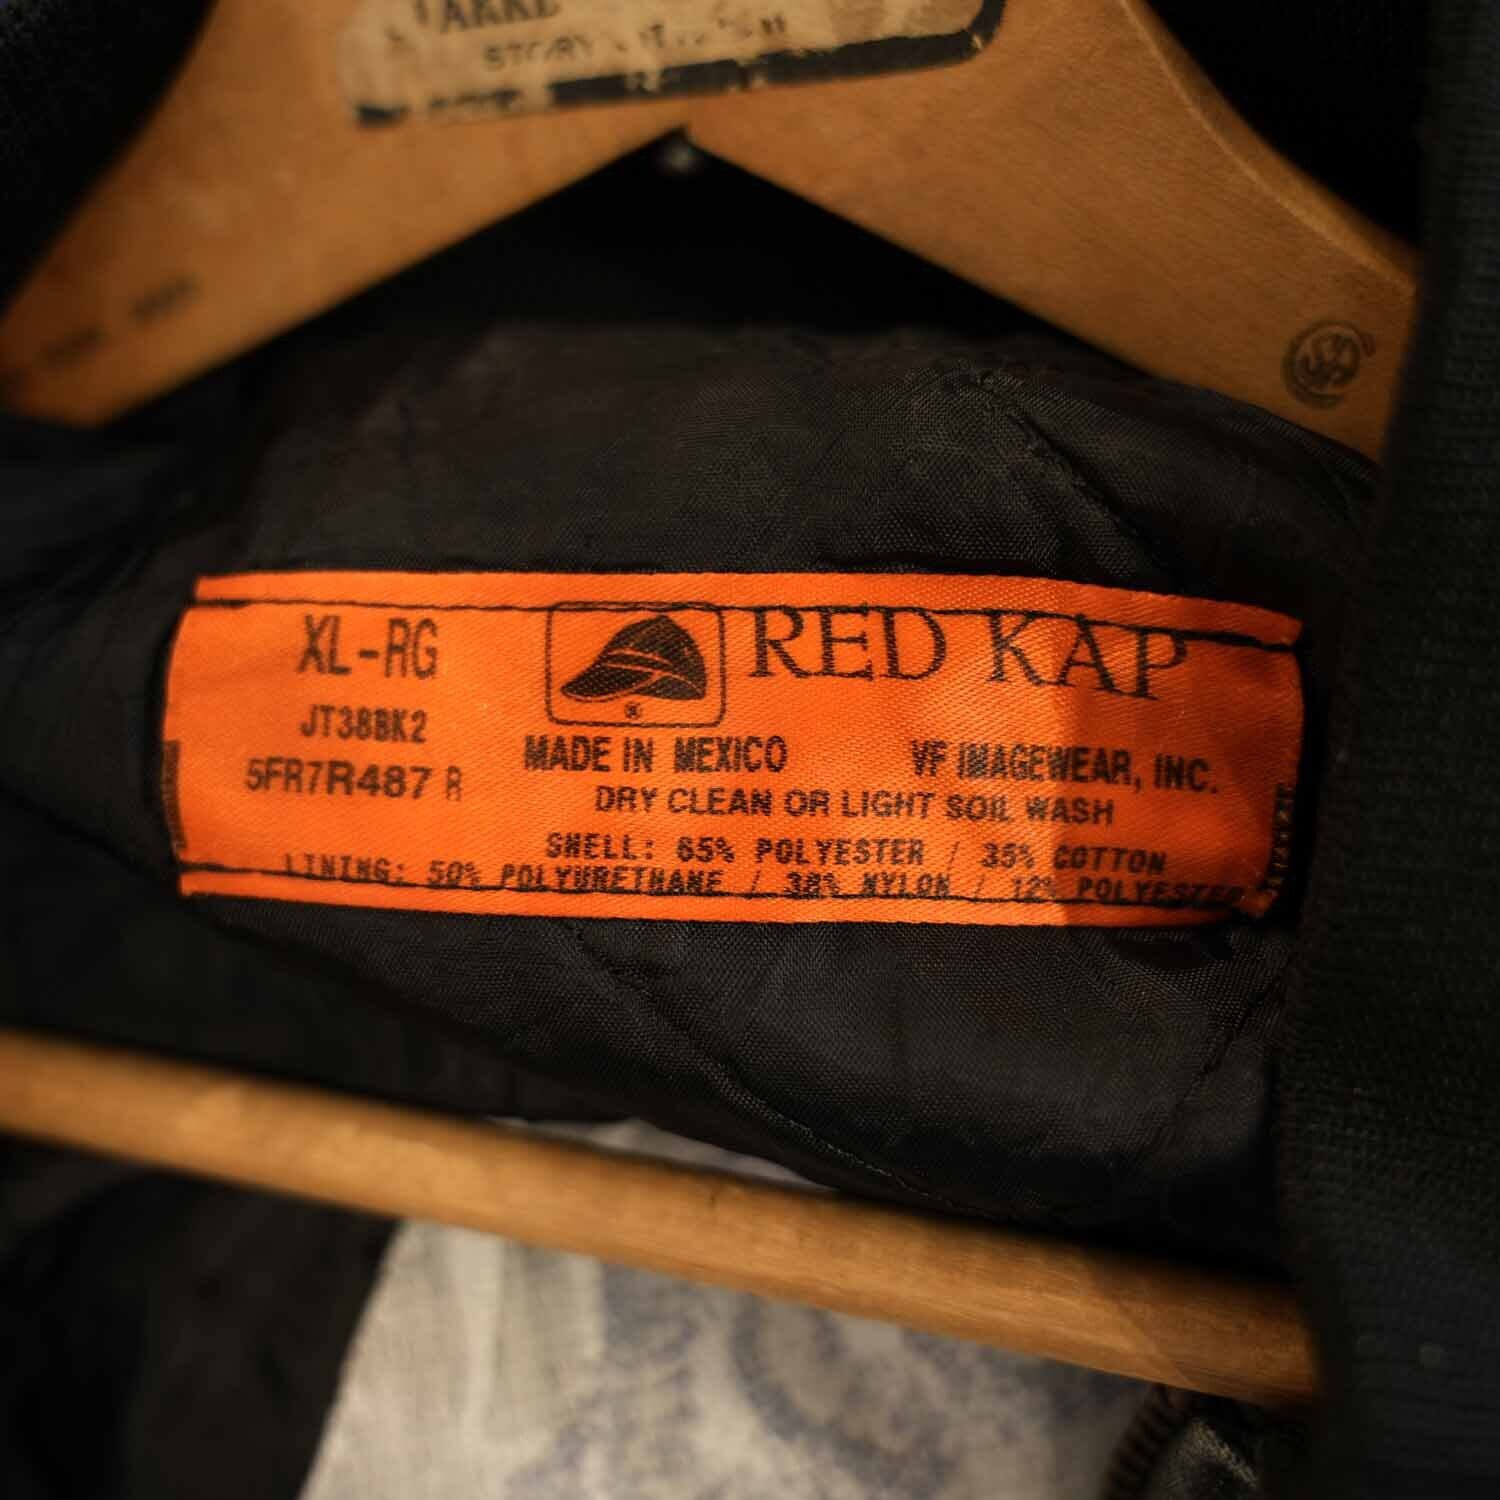 STORY
XL-RG
RED KAP
JT38BK2
MADE IN MEXICO
VF IMAGEWEAR, INC.
5FR7R487 R
DRY CLEAN OR LIGHT SOIL WASH
SHELL: 65% POLYESTER / 35% COTTON
LINING: 50% POLYURETHANE / 38% NYLON / 12% POLYESTER